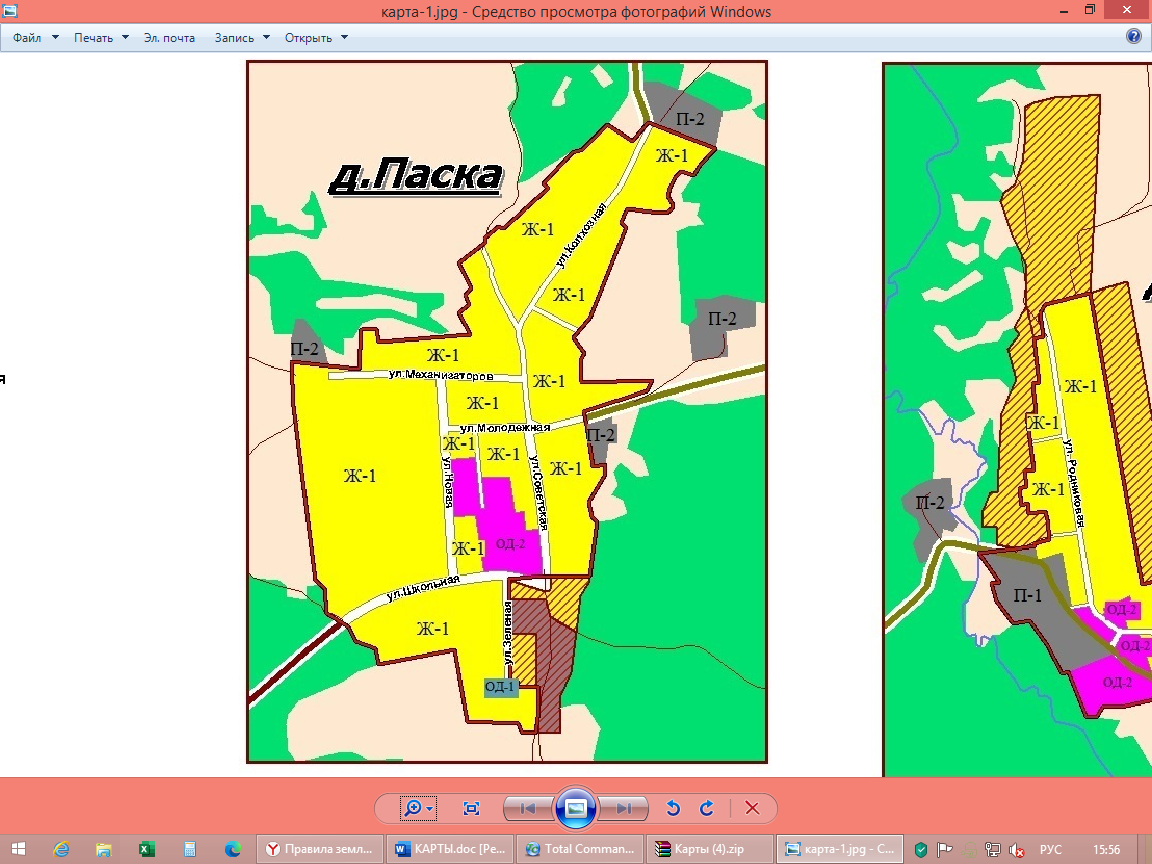 карта-1.jpg - Средство просмотра фотографий Windows
Файл Печать Эл. почта Запись Открыть
П-2
Ж-1
д.Паска
Ж-1
ул.Колхозная
Ж-1
П-2
П-2
Ж-1
ул.Механизаторов
Ж-1
Ж-1
ул.Молодежная
П-2
Ж-1
Ж-1
Ж-1
Ж-1
ул.Новая
ул.Советская
Ж-1
ОД-2
ул.Школьная
Ж-1
ул.Зеленая
ОД-1
я
Ж-1
Ж-1
ул.Родниковая
Ж-1
П-2
П-1
ОД-2
ОД-2
ОД-2
Правилаземл...
КАРТЫ.doc [Ре...
Total Comman...
Карты (4).zip
карта-1.jpg - С...
РУС
15:56